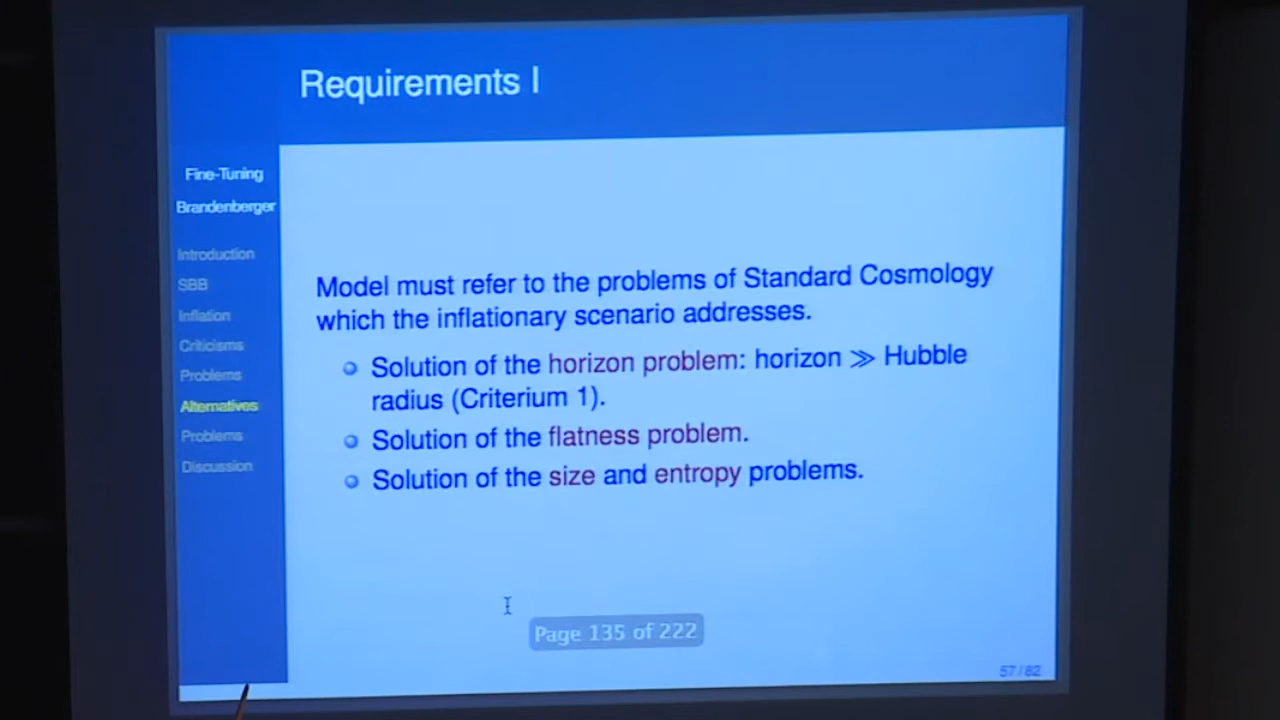 Requirements I
Fine-Tuning
Brandenberger
Introduction
SBB
Inflation
Criticisms
Problems
Alternatives
Problems
Discussion
Model must refer to the problems of Standard Cosmology
which the inflationary scenario addresses.
Solution of the horizon problem: horizon ≫ Hubble
radius (Criterium 1).
Solution of the flatness problem.
Solution of the size and entropy problems.
Page 135 of 222
57/82